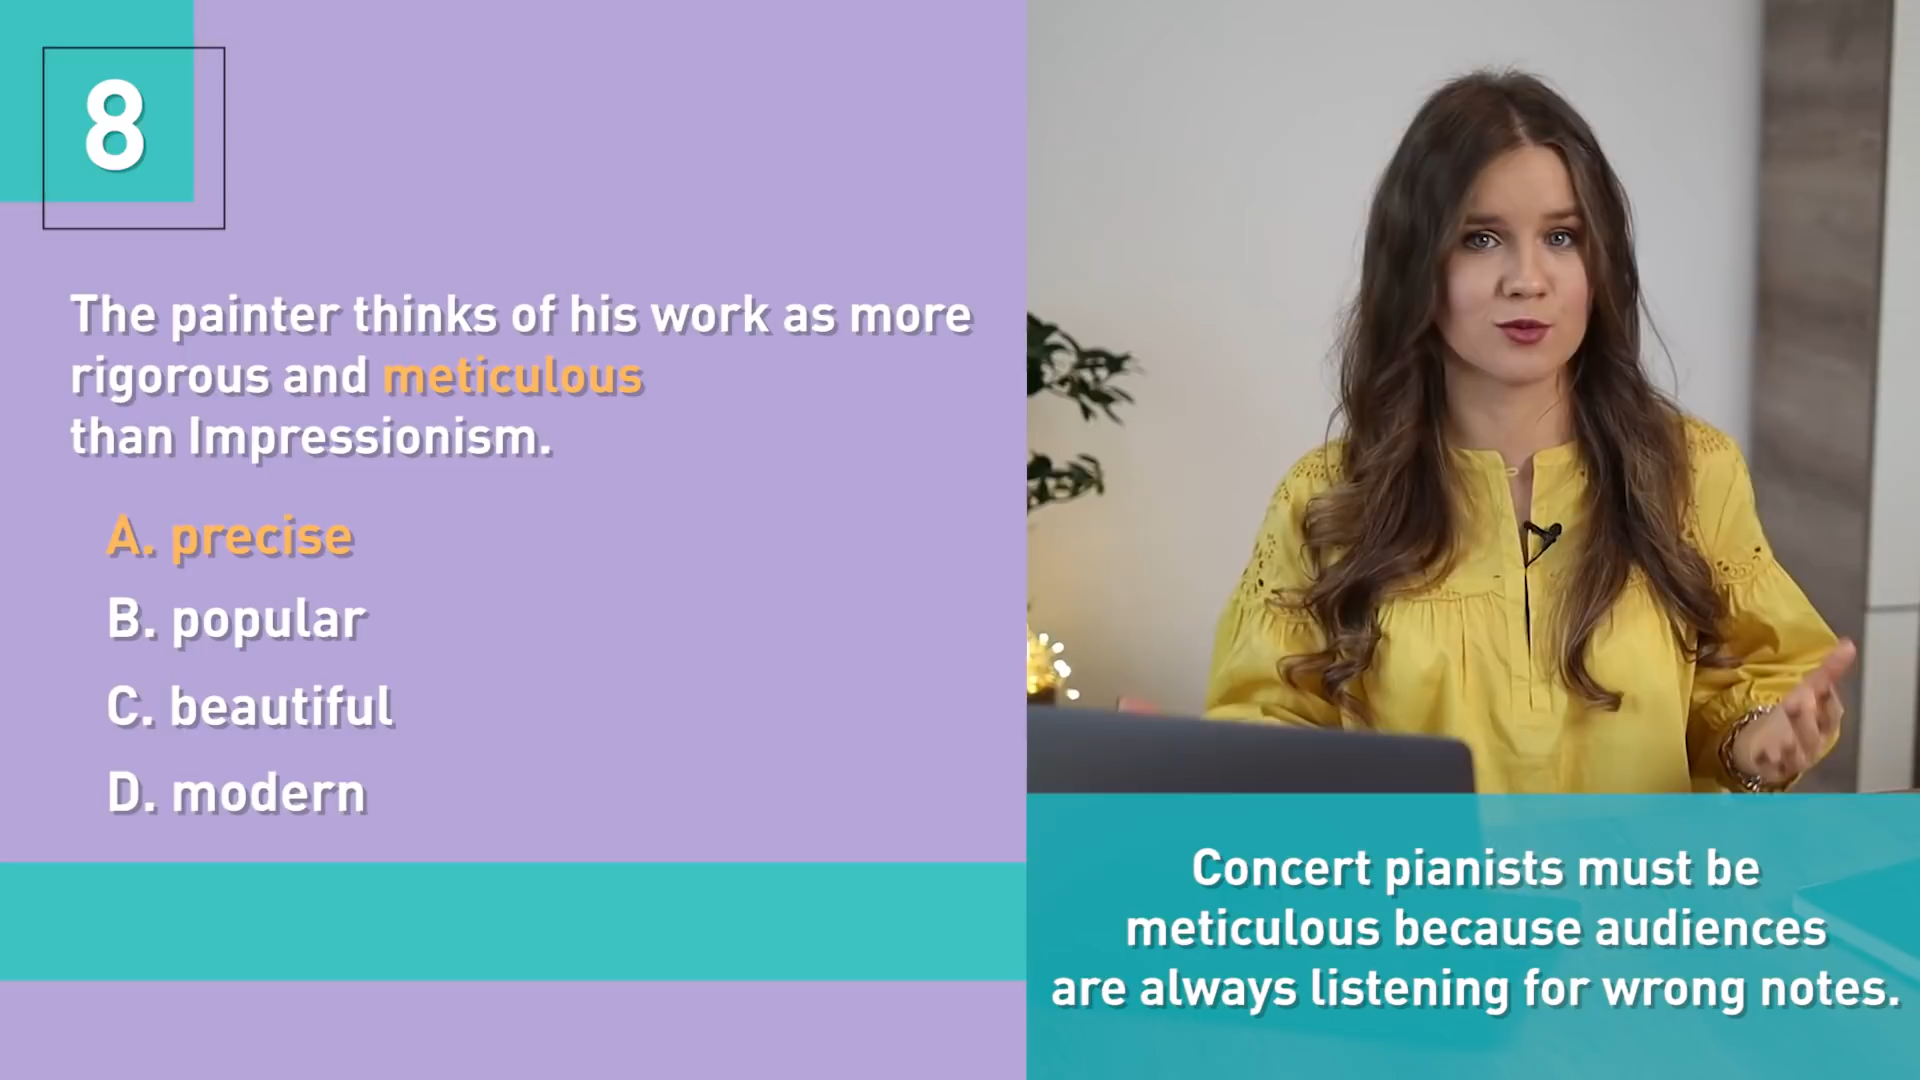 8
The painter thinks of his work as more
rigorous and meticulous
than Impressionism.
A. precise
B. popular
C. beautiful
D. modern
Concert pianists must be
meticulous because audiences
are always listening for wrong notes.